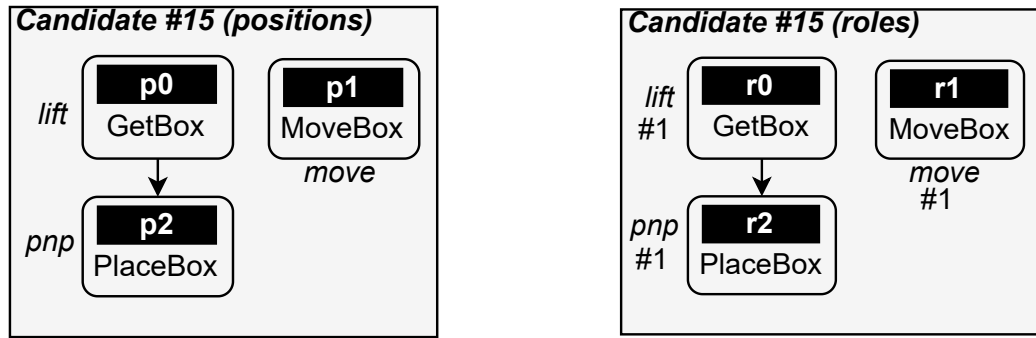 Candidate #15 (positions)
p0
GetBox
lift
p1
MoveBox
move
p2
PlaceBox
pnp
Candidate #15 (roles)
r0
GetBox
lift
#1
r1
MoveBox
move
#1
r2
PlaceBox
pnp
#1